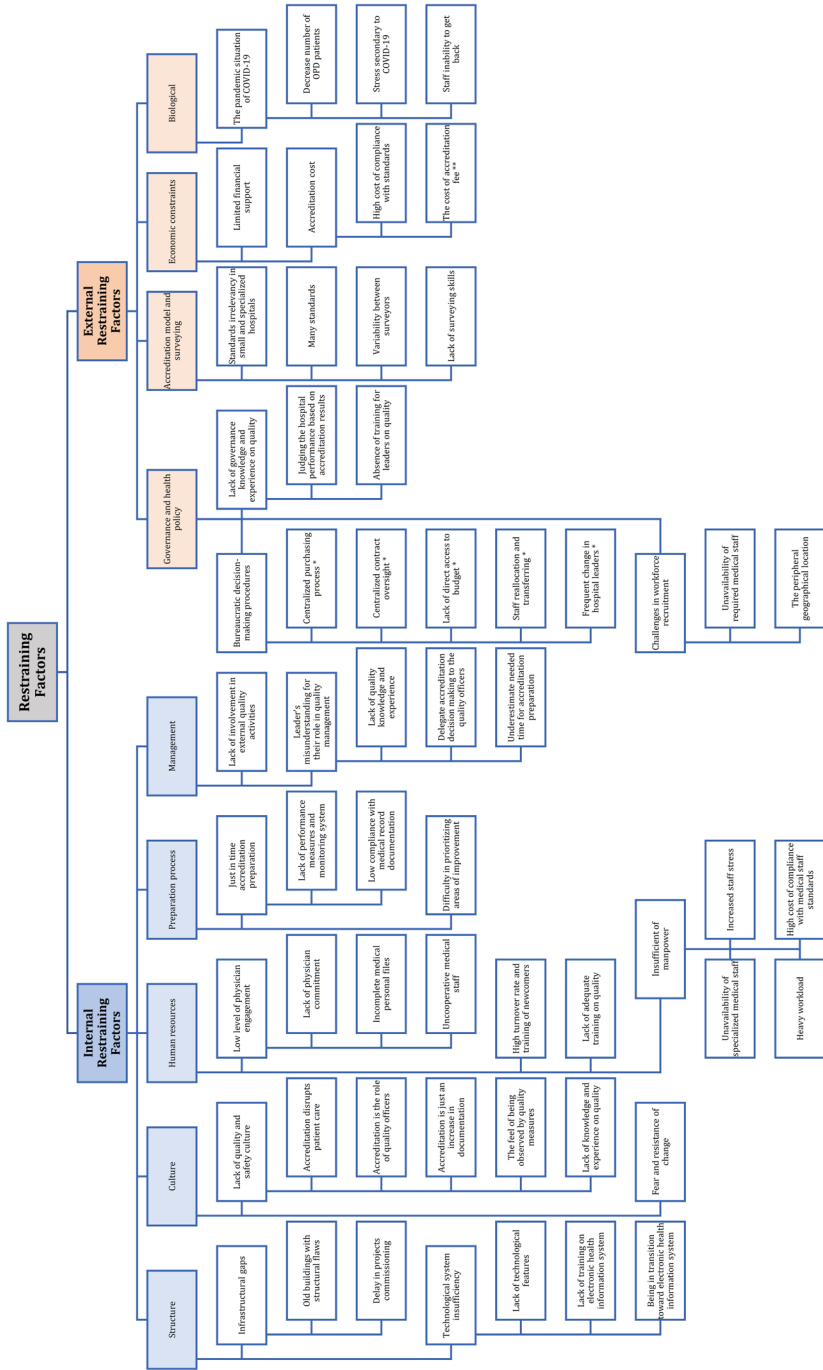 Restraining
Factors
Internal
Restraining
Factors
External
Restraining
Factors
Structure
Infrastructural gaps
Old buildings with
structural flaws
Delay in projects
commissioning
Technological system
insufficiency
Lack of technological
features
Lack of training on
electronic health
information system
Being in transition
toward electronic health
information system
Culture
Lack of quality and
safety culture
Accreditation disrupts
patient care
Accreditation is the role
of quality officers
Accreditation is just an
increase in
documentation
The feel of being
observed by quality
measures
Lack of knowledge and
experience on quality
Fear and resistance of
change
Human resources
Low level of physician
engagement
Lack of physician
commitment
Incomplete medical
personal files
Uncooperative medical
staff
High turnover rate and
training of newcomers
Lack of adequate
training on quality
Insufficient of
manpower
Unavailability of
specialized medical staff
Increased staff stress
Heavy workload
High cost of compliance
with medical staff
standards
Preparation process
Just in time
accreditation
preparation
Lack of performance
measures and
monitoring system
Low compliance with
medical record
documentation
Difficulty in prioritizing
areas of improvement
Management
Lack of involvement in
external quality
activities
Leader's
misunderstanding for
their role in quality
management
Lack of quality
knowledge and
experience
Delegate accreditation
decision making to the
quality officers
Underestimate needed
time for accreditation
preparation
Governance and health
policy
Bureaucratic decision-
making procedures
Centralized purchasing
process *
Centralized contract
oversight *
Lack of direct access to
budget *
Staff reallocation and
transferring *
Frequent change in
hospital leaders *
Lack of governance
knowledge and
experience on quality
Judging the hospital
performance based on
accreditation results
Absence of training for
leaders on quality
Challenges in workforce
recruitment
Unavailability of
required medical staff
The peripheral
geographical location
Accreditation model and
surveying
Standards irrelevancy in
small and specialized
hospitals
Many standards
Variability between
surveyors
Lack of surveying skills
Economic constraints
Limited financial
support
Accreditation cost
High cost of compliance
with standards
The cost of accreditation
fee **
Biological
The pandemic situation
of COVID-19
Decrease number of
OPD patients
Stress secondary to
COVID-19
Staff inability to get
back